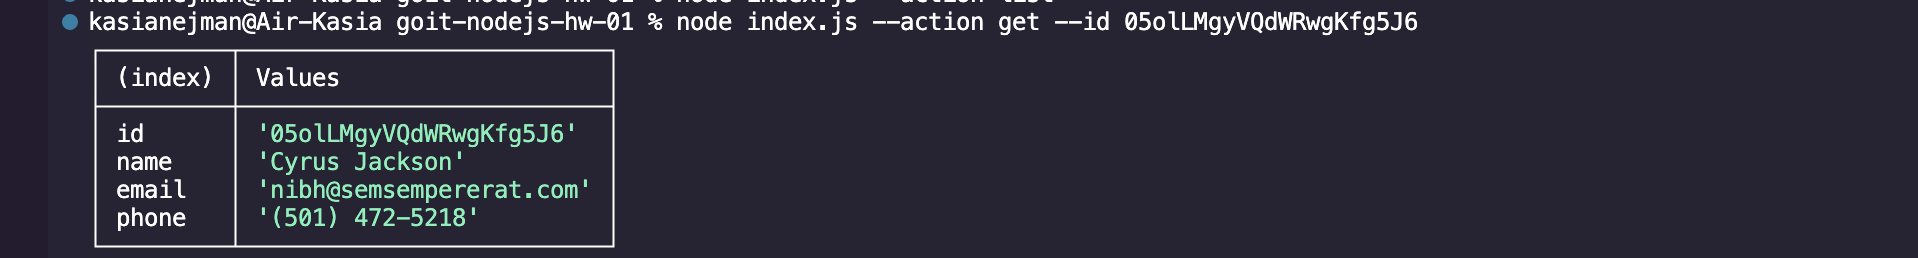 kasianejman@Air-Kasia goit-nodejs-hw-01 % node index.js --action list
kasianejman@Air-Kasia goit-nodejs-hw-01 % node index.js --action get --id 05olLMgyVQdWRwgKfg5J6
(index) Values
id '05olLMgyVQdWRwgKfg5J6'
name 'Cyrus Jackson'
email 'nibh@semsempererat.com'
phone '(501) 472-5218'